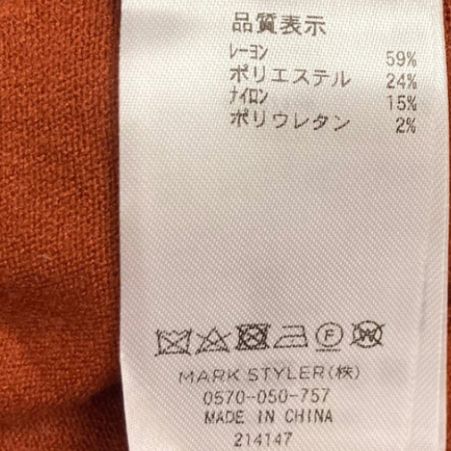 品質表示
レーヨン 59%
ポリエステル 24%
ナイロン 15%
ポリウレタン 2%
MARK STYLER(株)
0570-050-757
MADE IN CHINA
214147